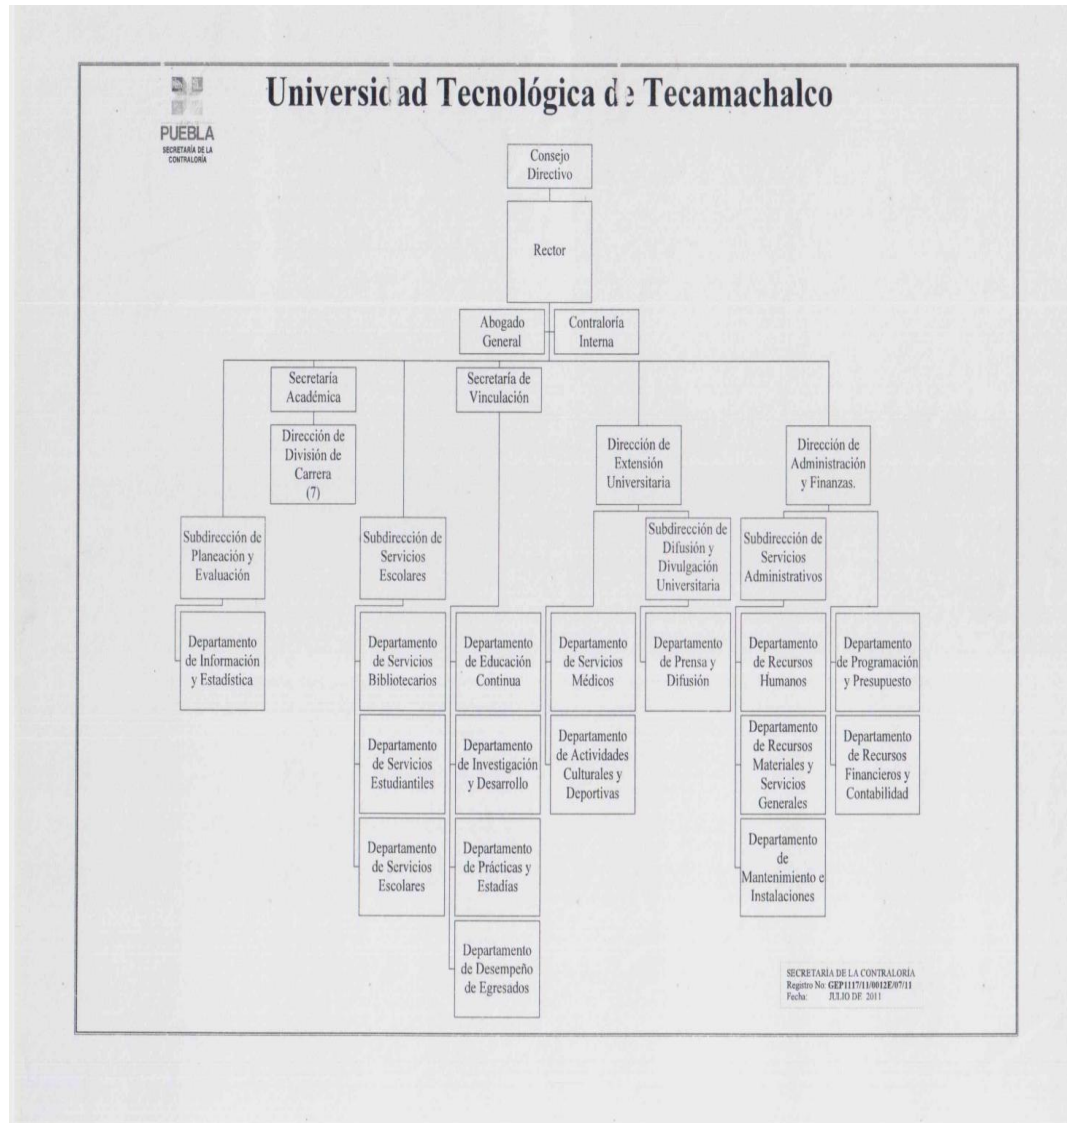 Universidad Tecnológica de Tecamachalco
PUEBLA
SECRETARÍA DE LA
CONTRALORÍA
Consejo
Directivo
Rector
Abogado
General
Contraloría
Interna
Secretaría
Académica
Secretaría de
Vinculación
Dirección de
División de
Carrera
(7)
Dirección de
Extensión
Universitaria
Dirección de
Administración
y Finanzas.
Subdirección de
Planeación y
Evaluación
Subdirección de
Servicios
Escolares
Subdirección de
Difusión y
Divulgación
Universitaria
Subdirección de
Servicios
Administrativos
Departamento
de Información
y Estadística
Departamento
de Servicios
Bibliotecarios
Departamento
de Educación
Continua
Departamento
de Servicios
Médicos
Departamento
de Prensa y
Difusión
Departamento
de Recursos
Humanos
Departamento
de Programación
y Presupuesto
Departamento
de Servicios
Estudiantiles
Departamento
de Investigación
y Desarrollo
Departamento
de Actividades
Culturales y
Deportivas
Departamento
de Recursos
Materiales y
Servicios
Generales
Departamento
de Recursos
Financieros y
Contabilidad
Departamento
de Servicios
Escolares
Departamento
de Prácticas y
Estadías
Departamento
de
Mantenimiento e
Instalaciones
Departamento
de Desempeño
de Egresados
SECRETARÍA DE LA CONTRALORÍA
Registro No: GEP1117/11/0012E/07/11
Fecha: JULIO DE 2011